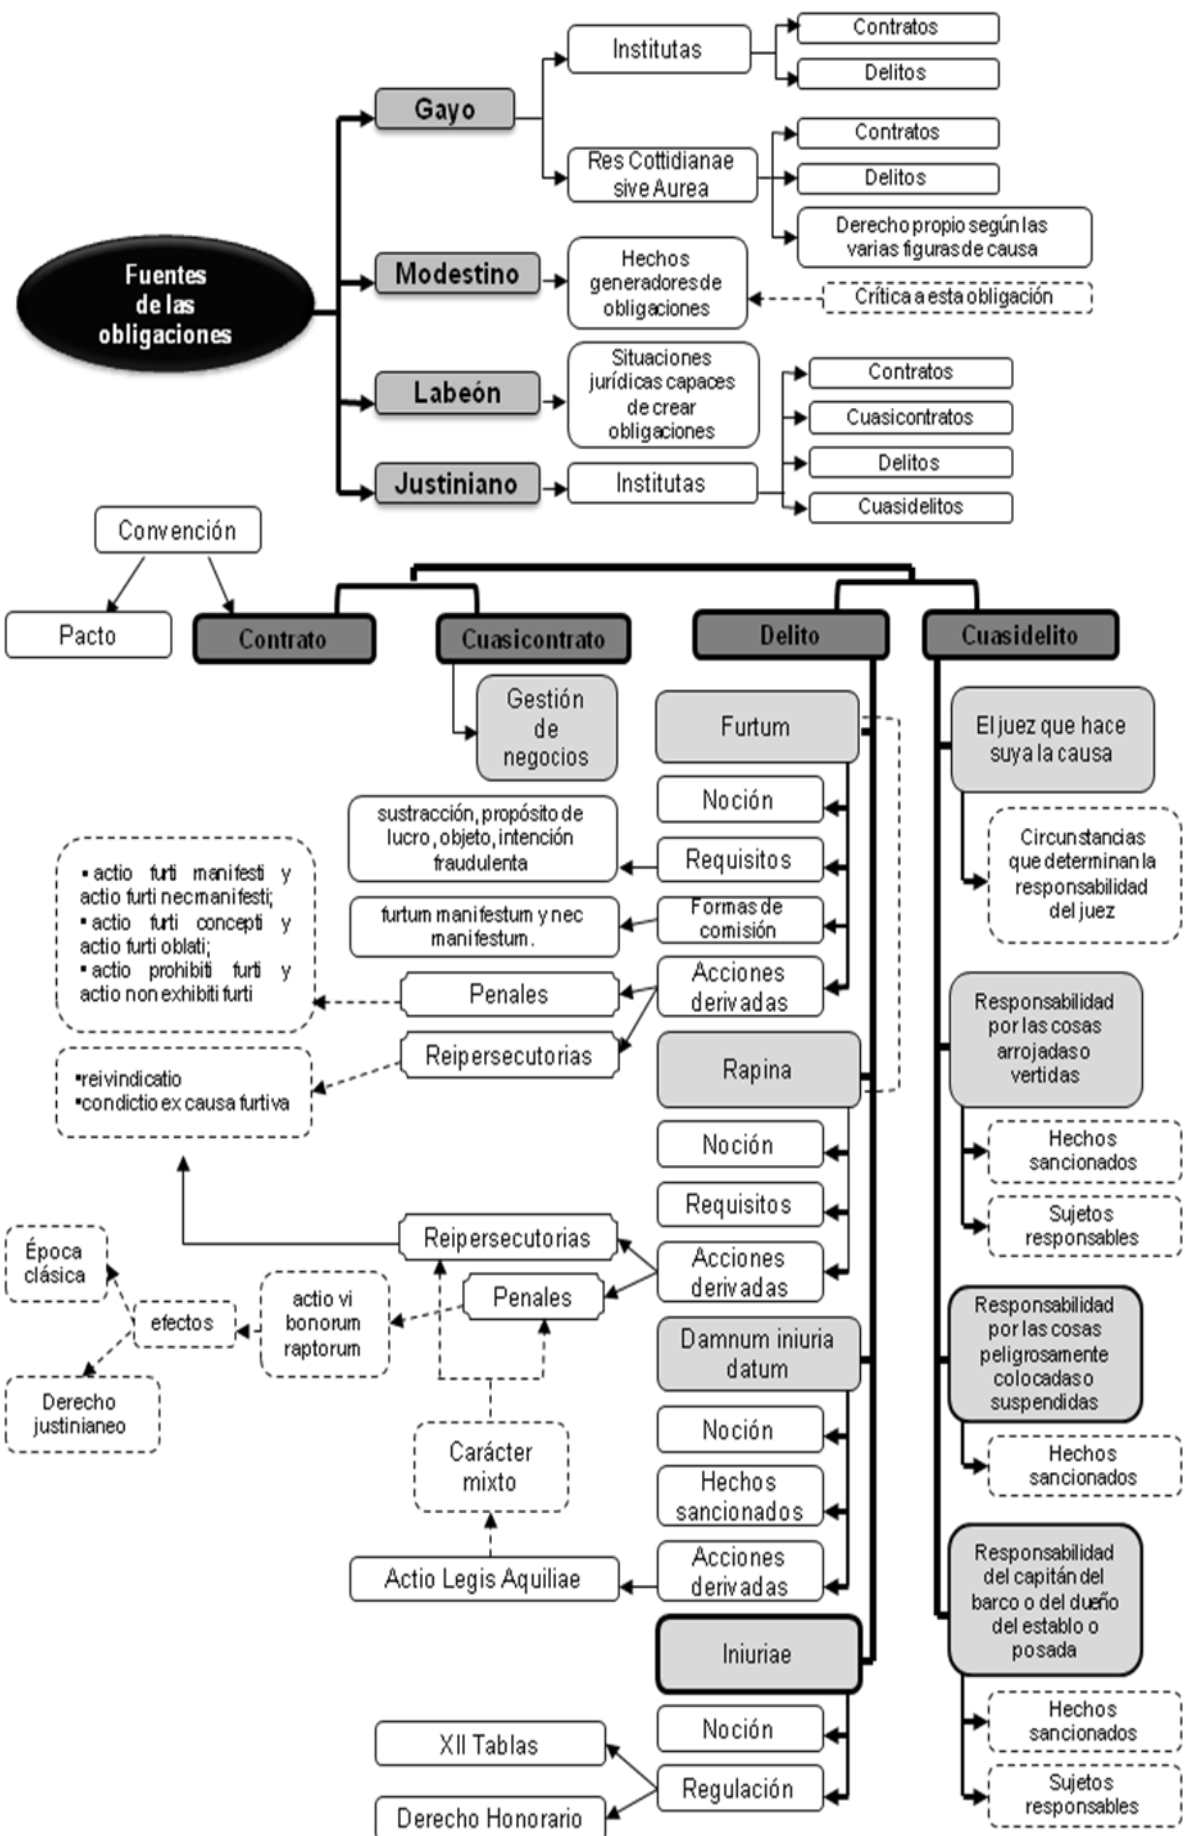 Fuentes
de las
obligaciones
Gayo
Institutas
Contratos
Delitos
Res Cottidianae
sive Aurea
Contratos
Delitos
Derecho propio según las
varias figuras de causa
Modestino
Hechos
generadores de
obligaciones
Crítica a esta obligación
Labeón
Situaciones
jurídicas capaces
de crear
obligaciones
Justiniano
Institutas
Contratos
Cuasicontratos
Delitos
Cuasidelitos
Convención
Pacto
Contrato
Cuasicontrato
Delito
Cuasidelito
Gestión
de
negocios
Furtum
Noción
Requisitos
sustracción, propósito de
lucro, objeto, intención
fraudulenta
Formas de
comisión
furtum manifestum y nec
manifestum.
Acciones
derivadas
Penales
▪ actio furti manifesti y
actio furti nec manifesti;
▪ actio furti concepti y
actio furti oblati;
▪ actio prohibiti furti y
actio non exhibiti furti
Reipersecutorias
▪reivindicatio
▪condictio ex causa furtiva
Rapina
Noción
Requisitos
Acciones
derivadas
Reipersecutorias
Penales
actio vi
bonorum
raptorum
efectos
Época
clásica
Derecho
justinianeo
Damnum iniuria
datum
Noción
Hechos
sancionados
Acciones
derivadas
Actio Legis Aquiliae
Carácter
mixto
Iniuriae
Noción
Regulación
XII Tablas
Derecho Honorario
El juez que hace
suya la causa
Circunstancias
que determinan la
responsabilidad
del juez
Responsabilidad
por las cosas
arrojadas o
vertidas
Hechos
sancionados
Sujetos
responsables
Responsabilidad
por las cosas
peligrosamente
colocadas o
suspendidas
Hechos
sancionados
Responsabilidad
del capitán del
barco o del dueño
del establo o
posada
Hechos
sancionados
Sujetos
responsables